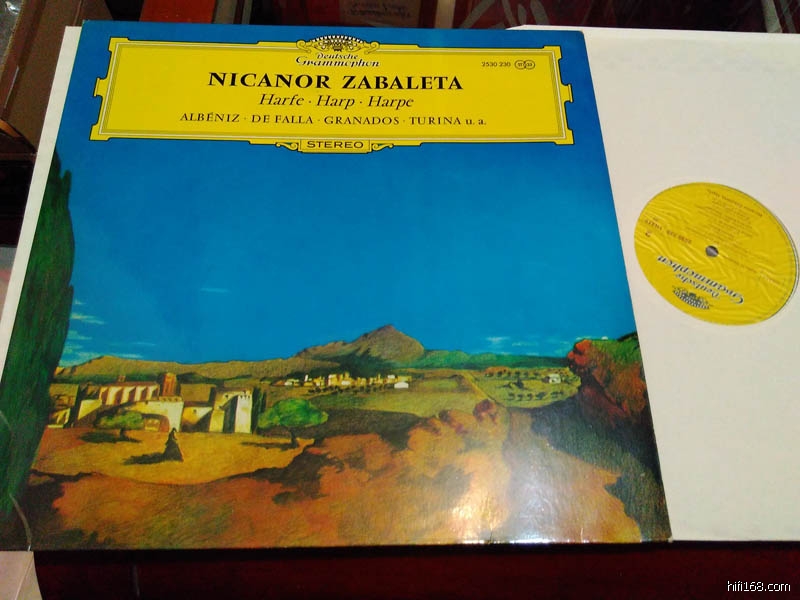 Deutsche
Grammophon
2530 230
NICANOR ZABALETA
Harfe · Harp · Harpe
ALBÉNIZ · DE FALLA · GRANADOS · TURINA u. a.
STEREO
Deutsche
Grammophon
hifi168.com